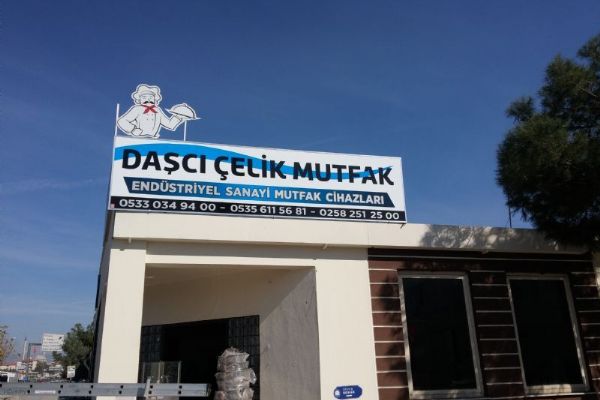 DAŞCI ÇELİK MUTFAK
ENDÜSTRİYEL SANAYİ MUTFAK CİHAZLARI
0533 034 94 00 - 0535 611 56 81 - 0258 251 25 00